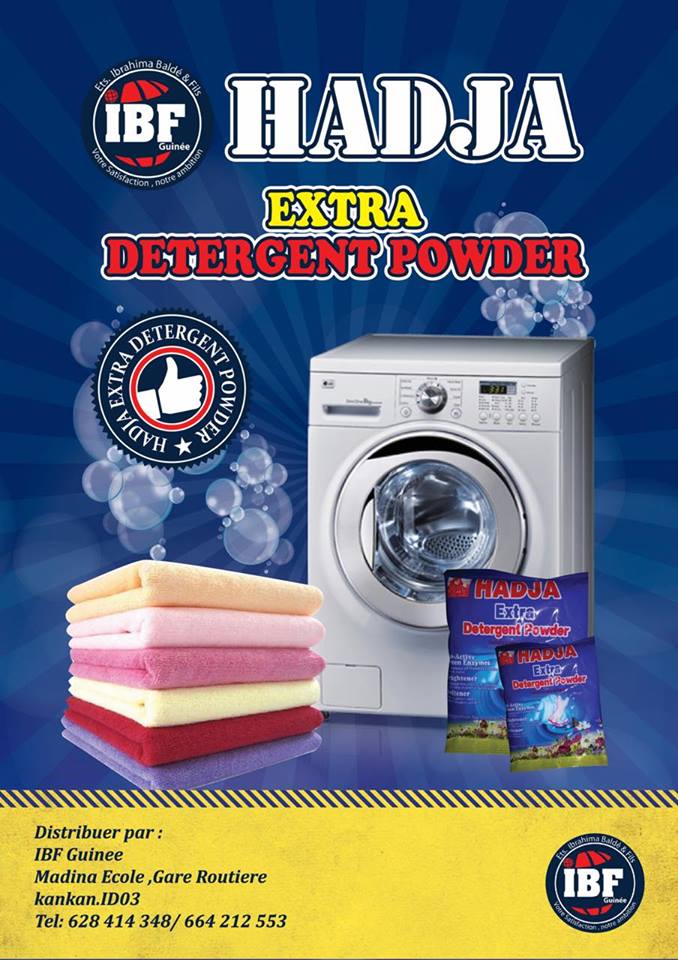 Ets. Ibrahima Baldé & Fils
IBF
Guinée
Votre Satisfaction , notre ambition
HADJA
EXTRA
DETERGENT POWDER
HADJA EXTRA DETERGENT POWDER
LG
HADJA
Extra
Detergent Powder
HADJA
Extra
Detergent Powder
Distribuer par :
IBF Guinee
Madina Ecole ,Gare Routiere
kankan.ID03
Tel: 628 414 348/ 664 212 553
Ets. Ibrahima Baldé & Fils
IBF
Guinée
Votre Satisfaction , notre ambition